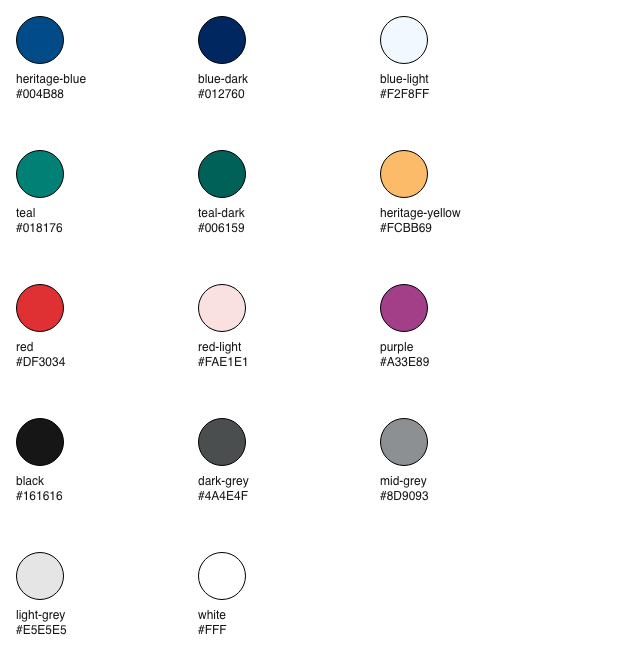 heritage-blue
#004B88
blue-dark
#012760
blue-light
#F2F8FF
teal
#018176
teal-dark
#006159
heritage-yellow
#FCBB69
red
#DF3034
red-light
#FAE1E1
purple
#A33E89
black
#161616
dark-grey
#4A4E4F
mid-grey
#8D9093
light-grey
#E5E5E5
white
#FFF